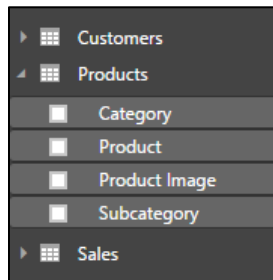 Customers
Products
Category
Product
Product Image
Subcategory
Sales